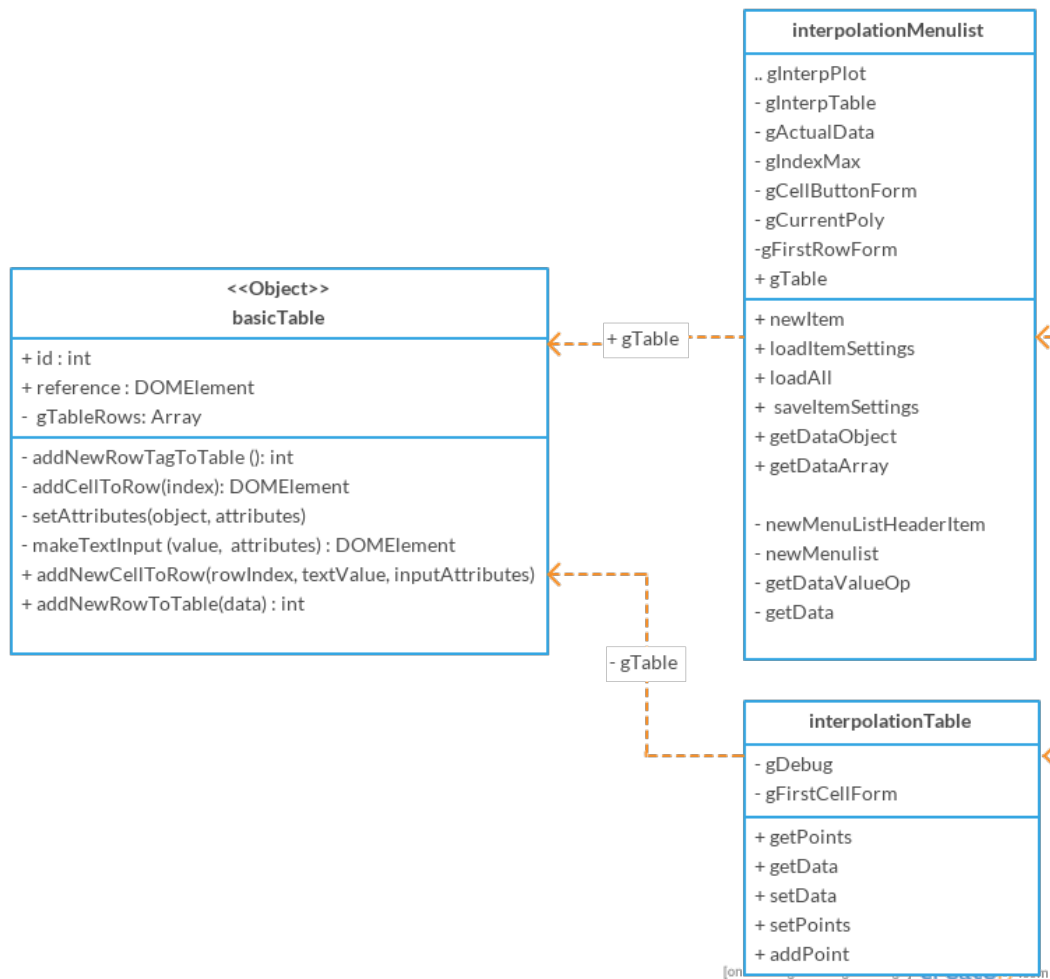 interpolationMenulist
.. gInterpPlot
- gInterpTable
- gActualData
- gIndexMax
- gCellButtonForm
- gCurrentPoly
-gFirstRowForm
+ gTable
+ newItem
+ loadItemSettings
+ loadAll
+ saveItemSettings
+ getDataObject
+ getDataArray
- newMenuListHeaderItem
- newMenulist
- getDataValueOp
- getData
<<Object>>
basicTable
+ id : int
+ reference : DOMElement
- gTableRows: Array
- addNewRowTagToTable (): int
- addCellToRow(index): DOMElement
- setAttributes(object, attributes)
- makeTextInput (value, attributes) : DOMElement
+ addNewCellToRow(rowIndex, textValue, inputAttributes)
+ addNewRowToTable(data) : int
+ gTable
- gTable
interpolationTable
- gDebug
- gFirstCellForm
+ getPoints
+ getData
+ setData
+ setPoints
+ addPoint